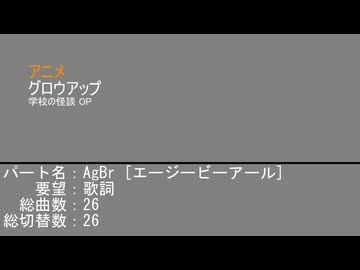 アニメ
グロウアップ
学校の怪談 OP
パート名：AgBr [エージービーアール]
要望：歌詞
総曲数：26
総切替数：26